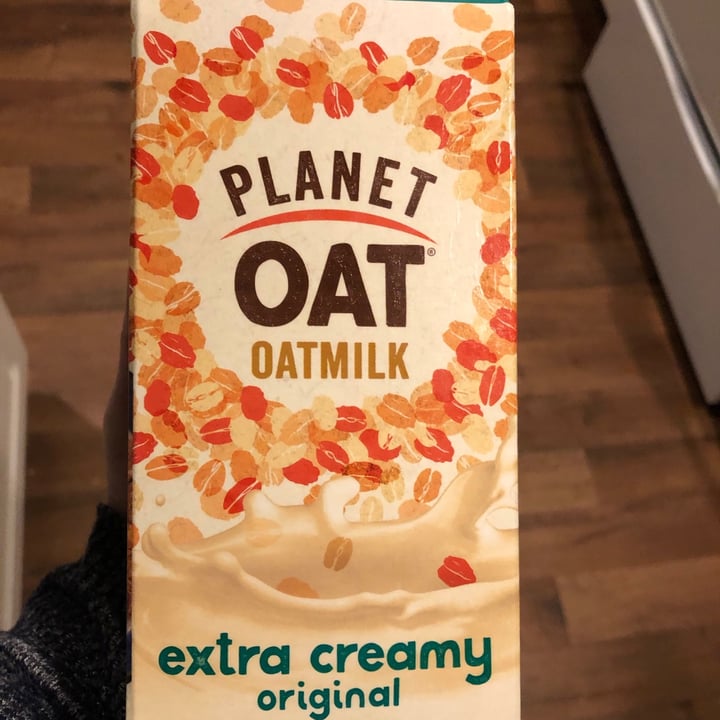 PLANET
OAT®
OATMILK
extra creamy
original